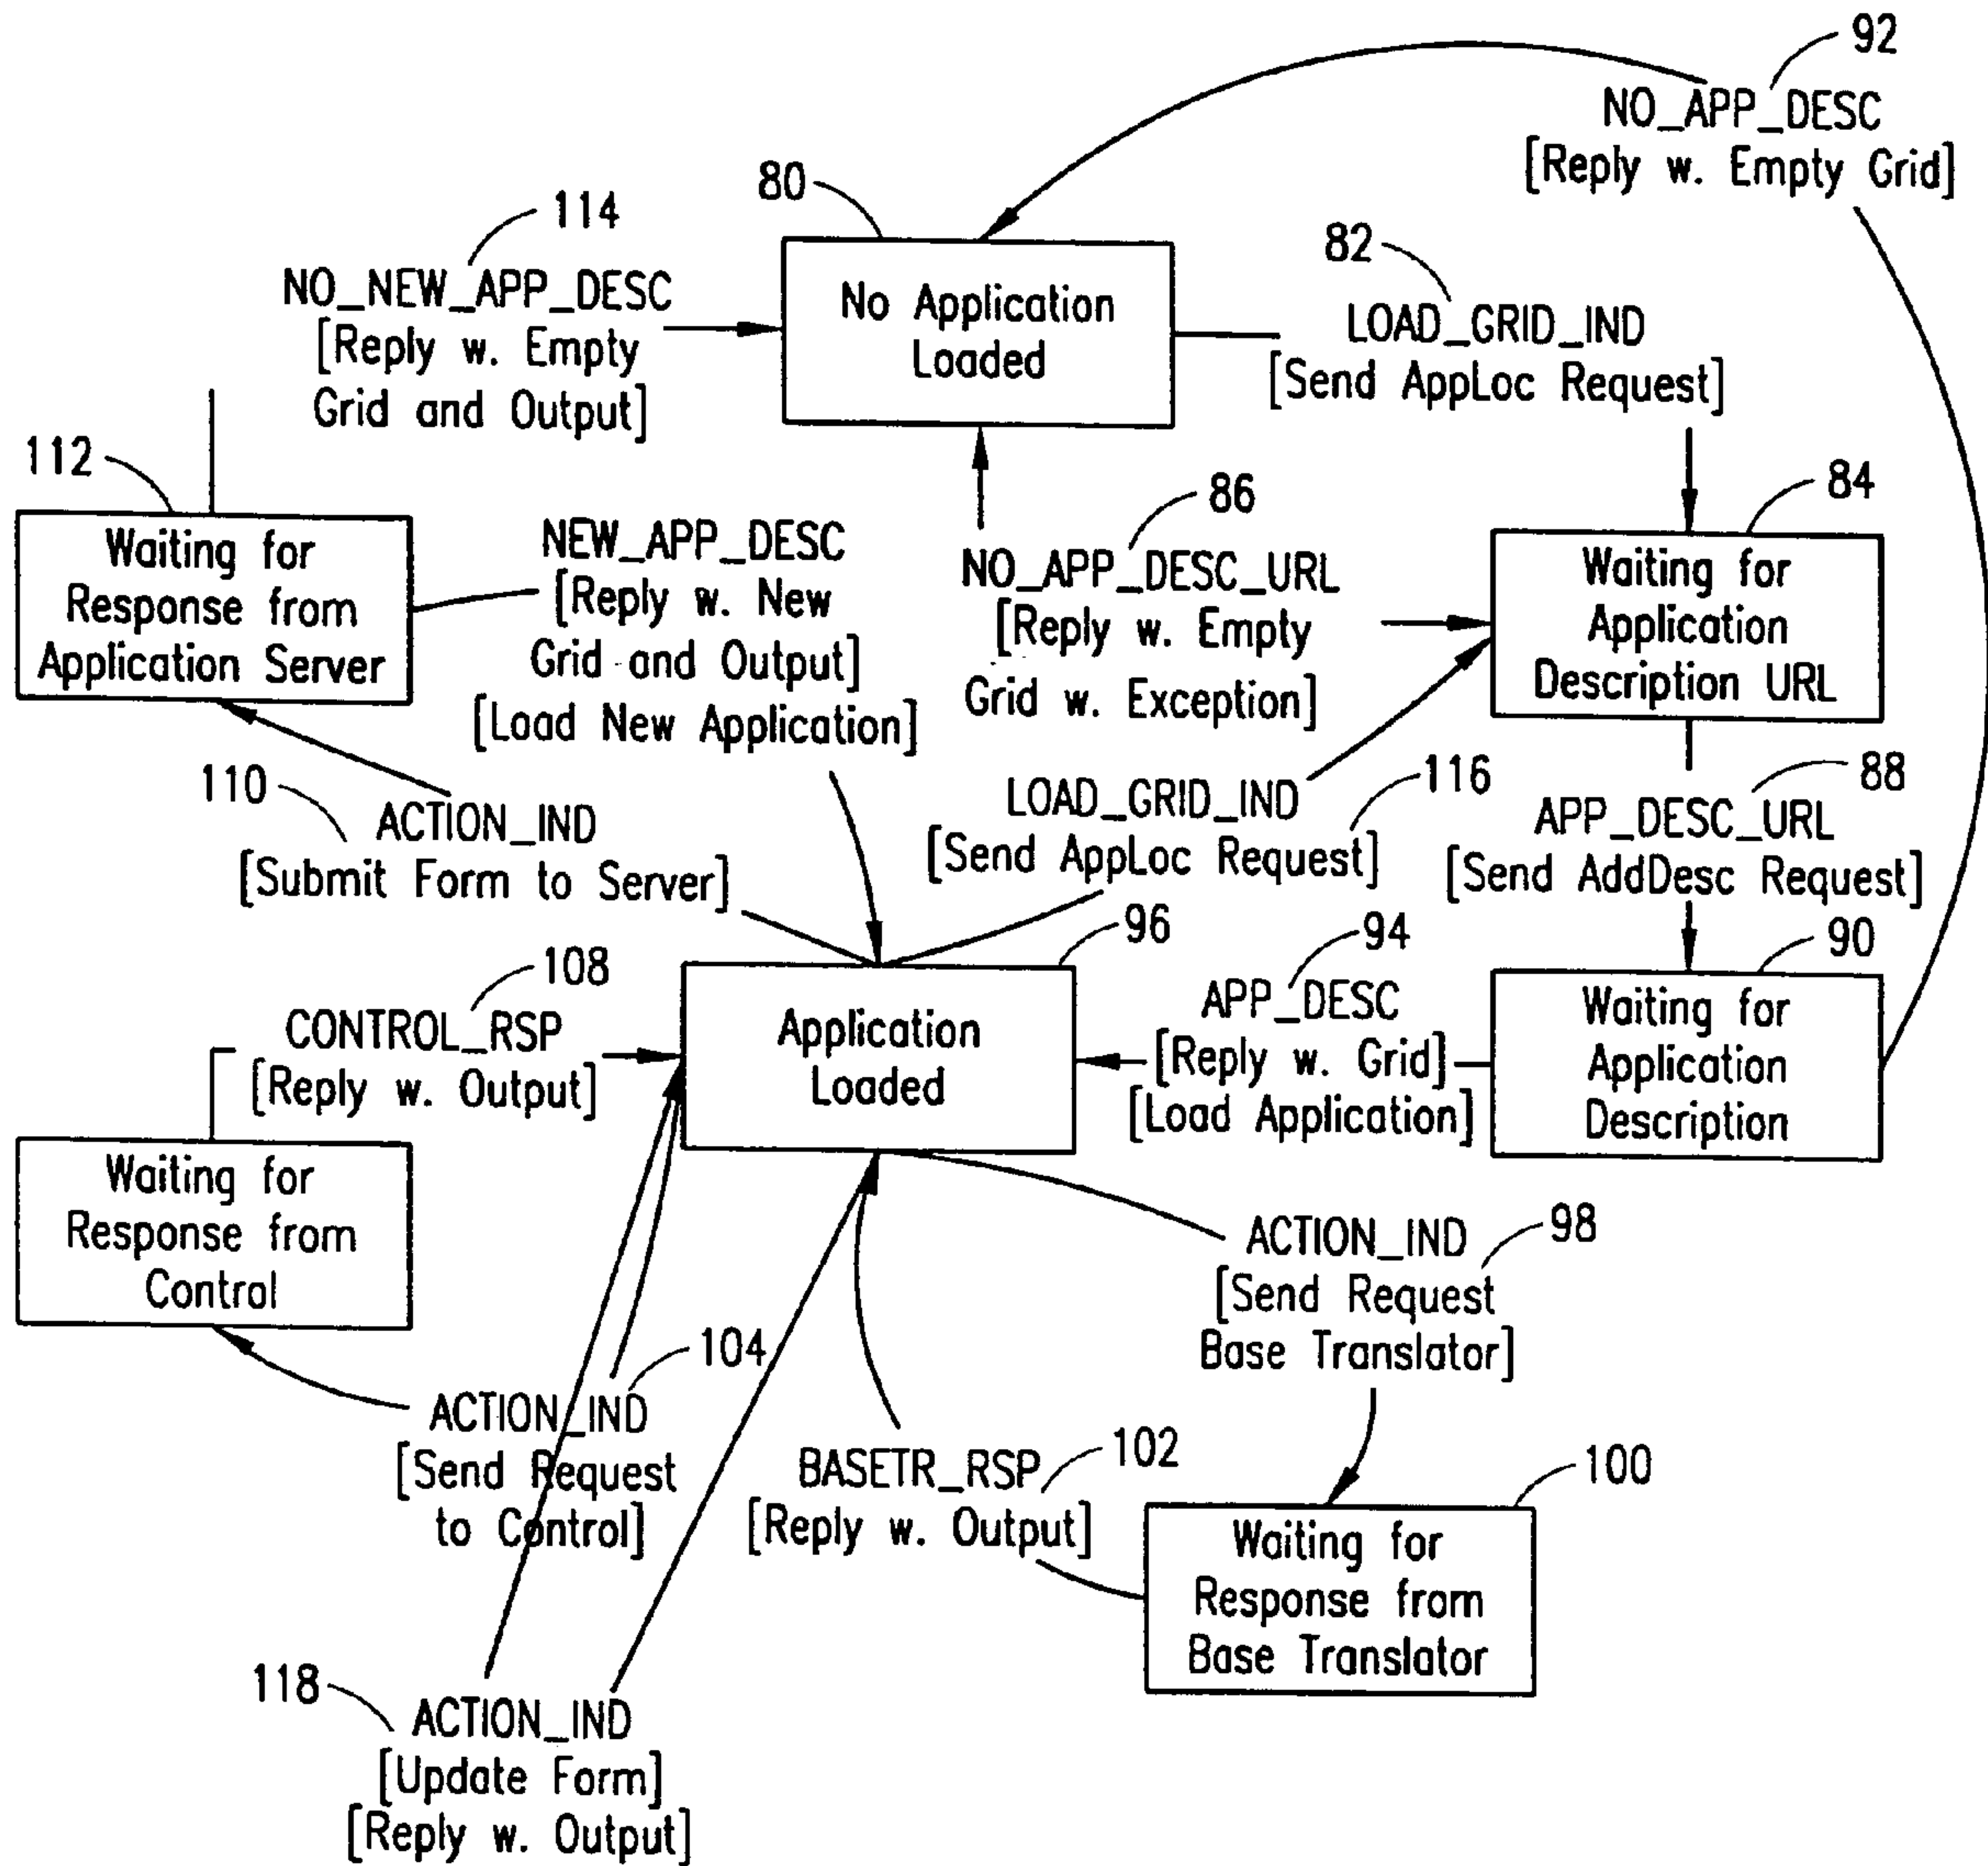 92
NO_APP_DESC
[Reply w. Empty Grid]
80
114
NO_NEW_APP_DESC
[Reply w. Empty
Grid and Output]
No Application
Loaded
82
LOAD_GRID_IND
[Send AppLoc Request]
112
Waiting for
Response from
Application Server
NEW_APP_DESC
[Reply w. New
Grid and Output]
[Load New Application]
86
NO_APP_DESC_URL
[Reply w. Empty
Grid w. Exception]
84
Waiting for
Application
Description URL
110
ACTION_IND
[Submit Form to Server]
LOAD_GRID_IND
[Send AppLoc Request]
116
88
APP_DESC_URL
[Send AddDesc Request]
108
CONTROL_RSP
[Reply w. Output]
96
Application
Loaded
94
APP_DESC
[Reply w. Grid]
[Load Application]
90
Waiting for
Application
Description
Waiting for
Response from
Control
ACTION_IND
[Send Request
Base Translator]
98
104
ACTION_IND
[Send Request
to Control]
BASETR_RSP
[Reply w. Output]
102
100
Waiting for
Response from
Base Translator
118
ACTION_IND
[Update Form]
[Reply w. Output]